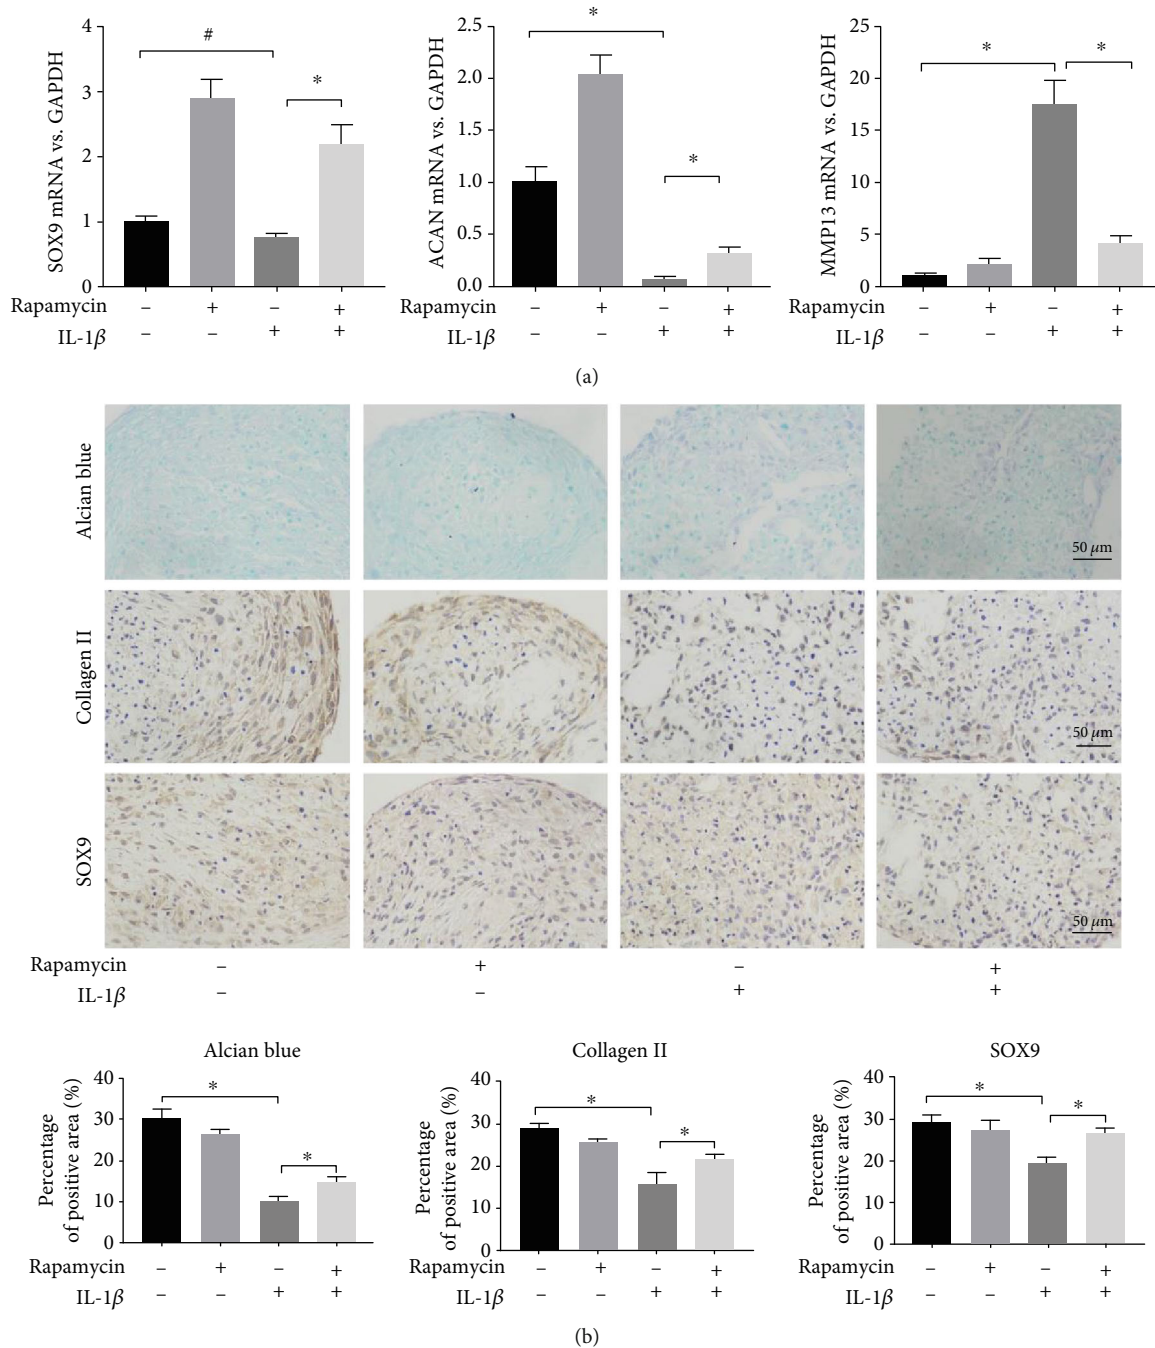 SOX9 mRNA vs. GAPDH
4
3
2
1
0
#
*
Rapamycin – + – +
IL-1β – – + +
ACAN mRNA vs. GAPDH
2.5
2.0
1.5
1.0
0.5
0.0
*
*
Rapamycin – + – +
IL-1β – – + +
MMP13 mRNA vs. GAPDH
25
20
15
10
5
0
*
*
Rapamycin – + – +
IL-1β – – + +
(a)
Alcian blue
50 μm
Collagen II
50 μm
SOX9
50 μm
Rapamycin – + – +
IL-1β – – + +
Alcian blue
Percentage
of positive area (%)
40
30
20
10
0
*
*
Rapamycin – + – +
IL-1β – – + +
Collagen II
Percentage
of positive area (%)
40
30
20
10
0
*
*
Rapamycin – + – +
IL-1β – – + +
SOX9
Percentage
of positive area (%)
40
30
20
10
0
*
*
Rapamycin – + – +
IL-1β – – + +
(b)